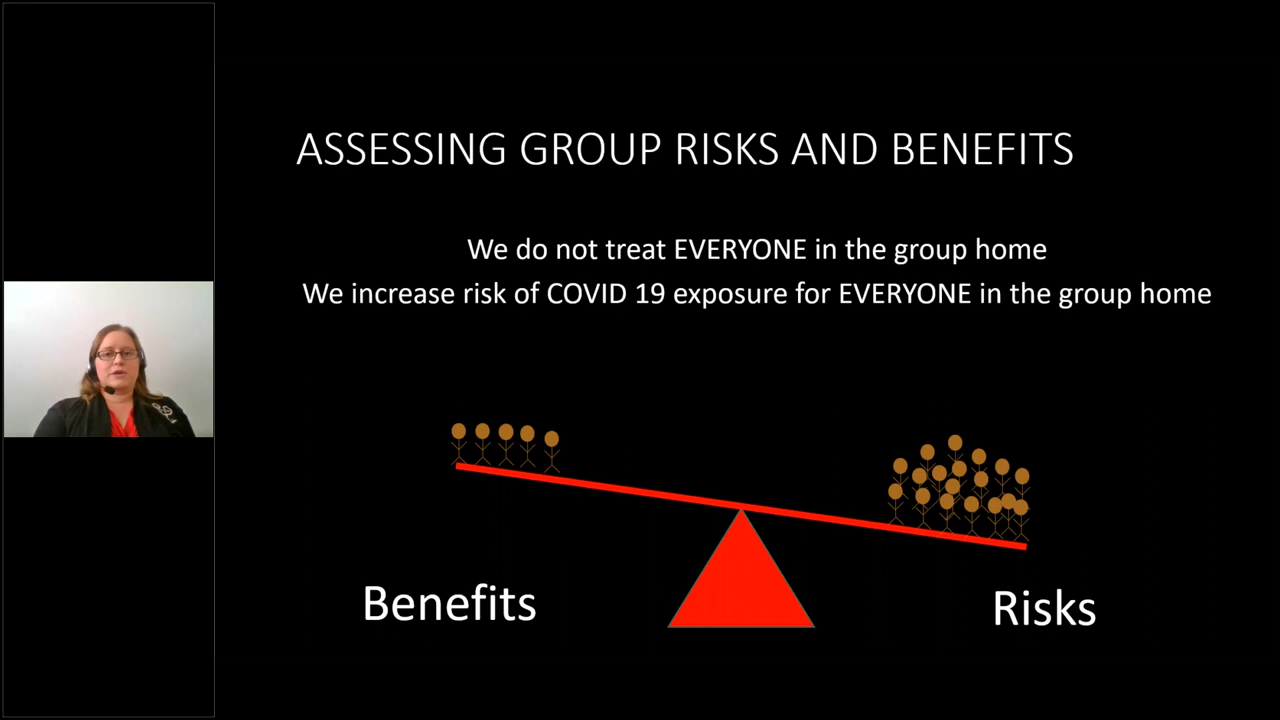 ASSESSING GROUP RISKS AND BENEFITS
We do not treat EVERYONE in the group home
We increase risk of COVID 19 exposure for EVERYONE in the group home
Benefits
Risks